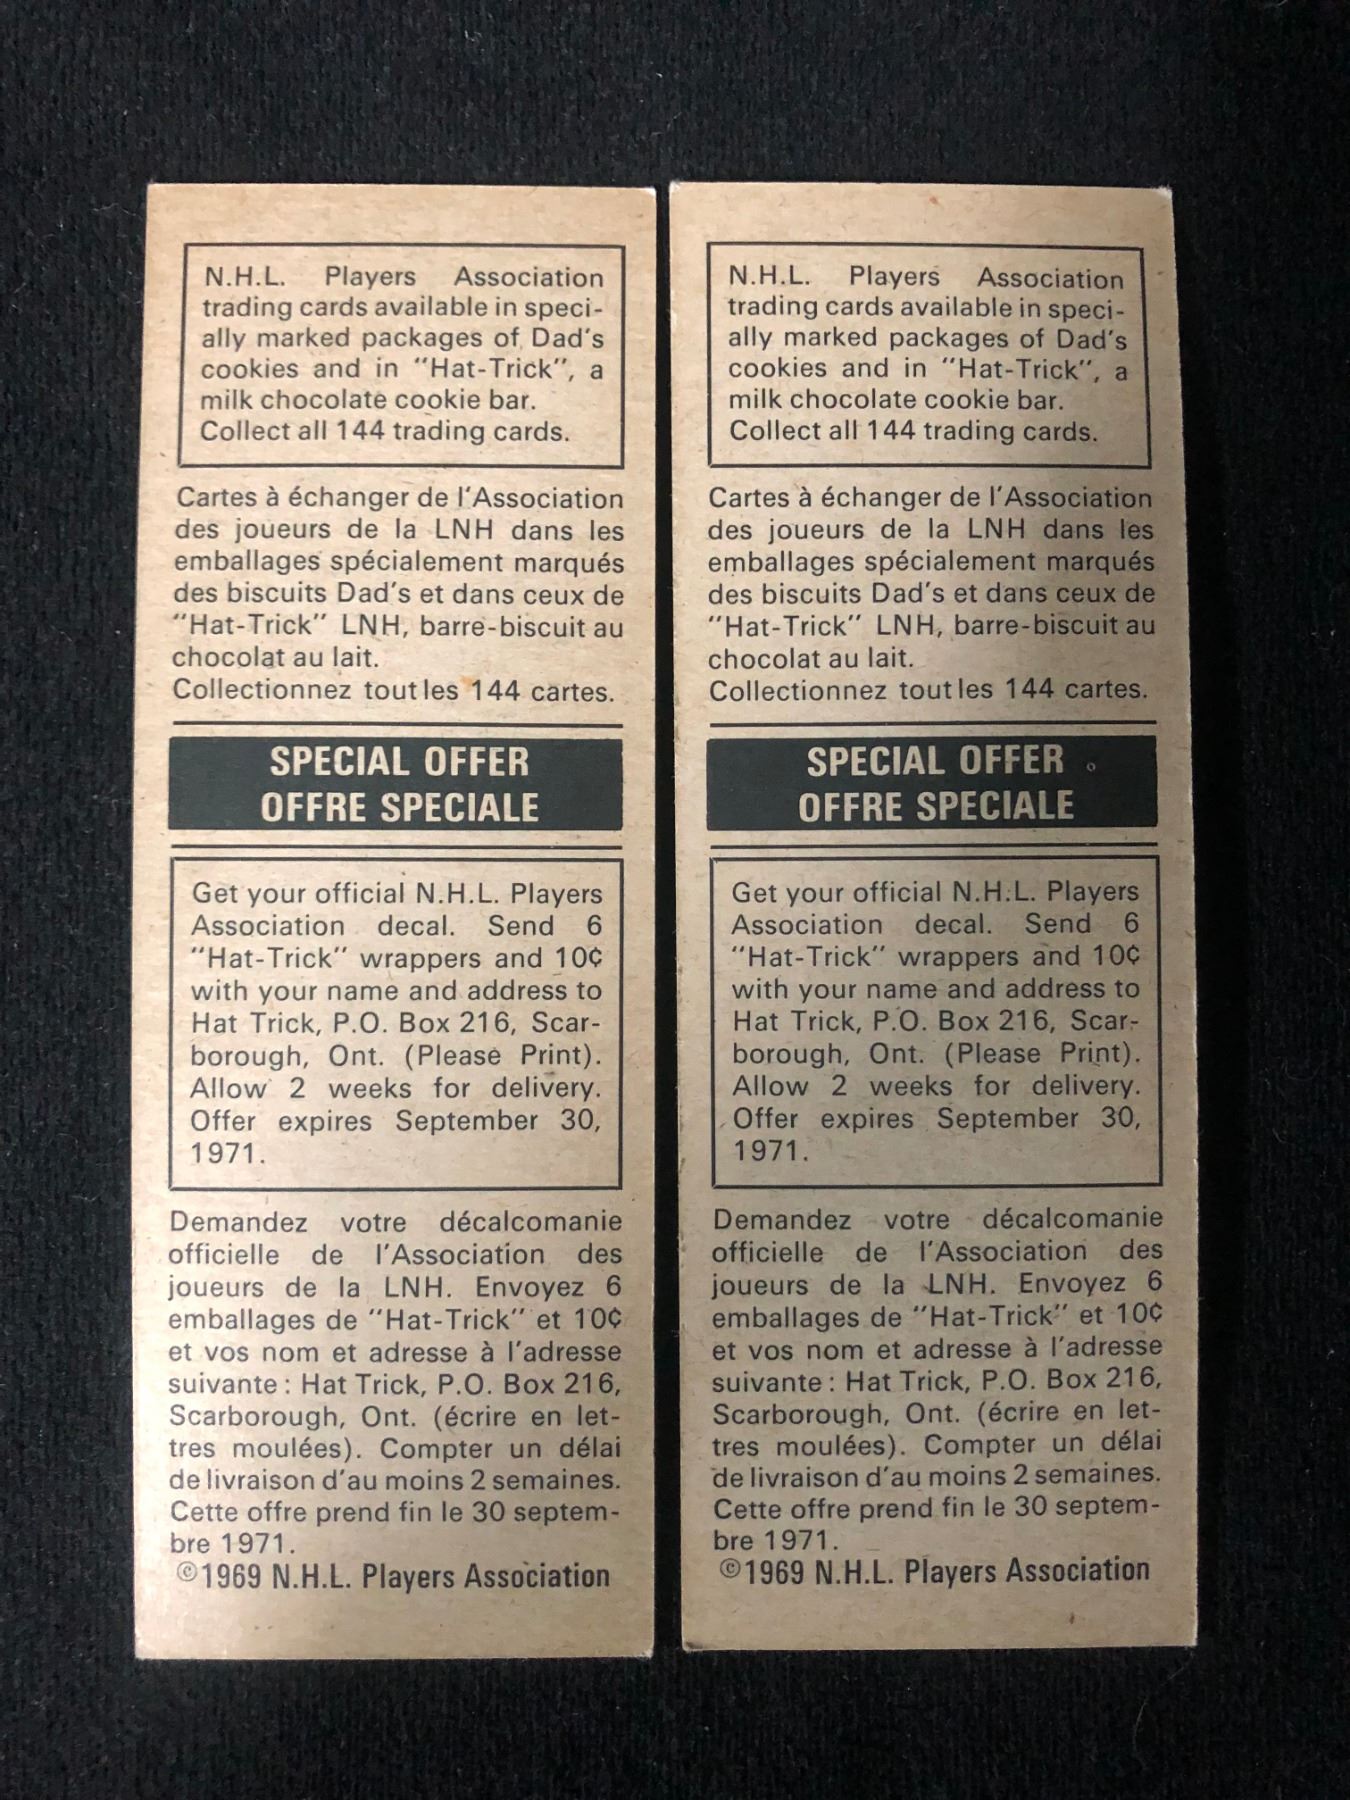 N.H.L. Players Association
trading cards available in speci-
ally marked packages of Dad's
cookies and in "Hat-Trick", a
milk chocolate cookie bar.
Collect all 144 trading cards.
Cartes à échanger de l'Association
des joueurs de la LNH dans les
emballages spécialement marqués
des biscuits Dad's et dans ceux de
"Hat-Trick" LNH, barre-biscuit au
chocolat au lait.
Collectionnez tout les 144 cartes.
SPECIAL OFFER
OFFRE SPECIALE
Get your official N.H.L. Players
Association decal. Send 6
"Hat-Trick" wrappers and 10¢
with your name and address to
Hat Trick, P.O. Box 216, Scar-
borough, Ont. (Please Print).
Allow 2 weeks for delivery.
Offer expires September 30,
1971.
Demandez votre décalcomanie
officielle de l'Association des
joueurs de la LNH. Envoyez 6
emballages de "Hat-Trick" et 10¢
et vos nom et adresse à l'adresse
suivante : Hat Trick, P.O. Box 216,
Scarborough, Ont. (écrire en let-
tres moulées). Compter un délai
de livraison d'au moins 2 semaines.
Cette offre prend fin le 30 septem-
bre 1971.
©1969 N.H.L. Players Association
N.H.L. Players Association
trading cards available in speci-
ally marked packages of Dad's
cookies and in "Hat-Trick", a
milk chocolate cookie bar.
Collect all 144 trading cards.
Cartes à échanger de l'Association
des joueurs de la LNH dans les
emballages spécialement marqués
des biscuits Dad's et dans ceux de
"Hat-Trick" LNH, barre-biscuit au
chocolat au lait.
Collectionnez tout les 144 cartes.
SPECIAL OFFER
OFFRE SPECIALE
Get your official N.H.L. Players
Association decal. Send 6
"Hat-Trick" wrappers and 10¢
with your name and address to
Hat Trick, P.O. Box 216, Scar-
borough, Ont. (Please Print).
Allow 2 weeks for delivery.
Offer expires September 30,
1971.
Demandez votre décalcomanie
officielle de l'Association des
joueurs de la LNH. Envoyez 6
emballages de "Hat-Trick" et 10¢
et vos nom et adresse à l'adresse
suivante : Hat Trick, P.O. Box 216,
Scarborough, Ont. (écrire en let-
tres moulées). Compter un délai
de livraison d'au moins 2 semaines.
Cette offre prend fin le 30 septem-
bre 1971.
©1969 N.H.L. Players Association